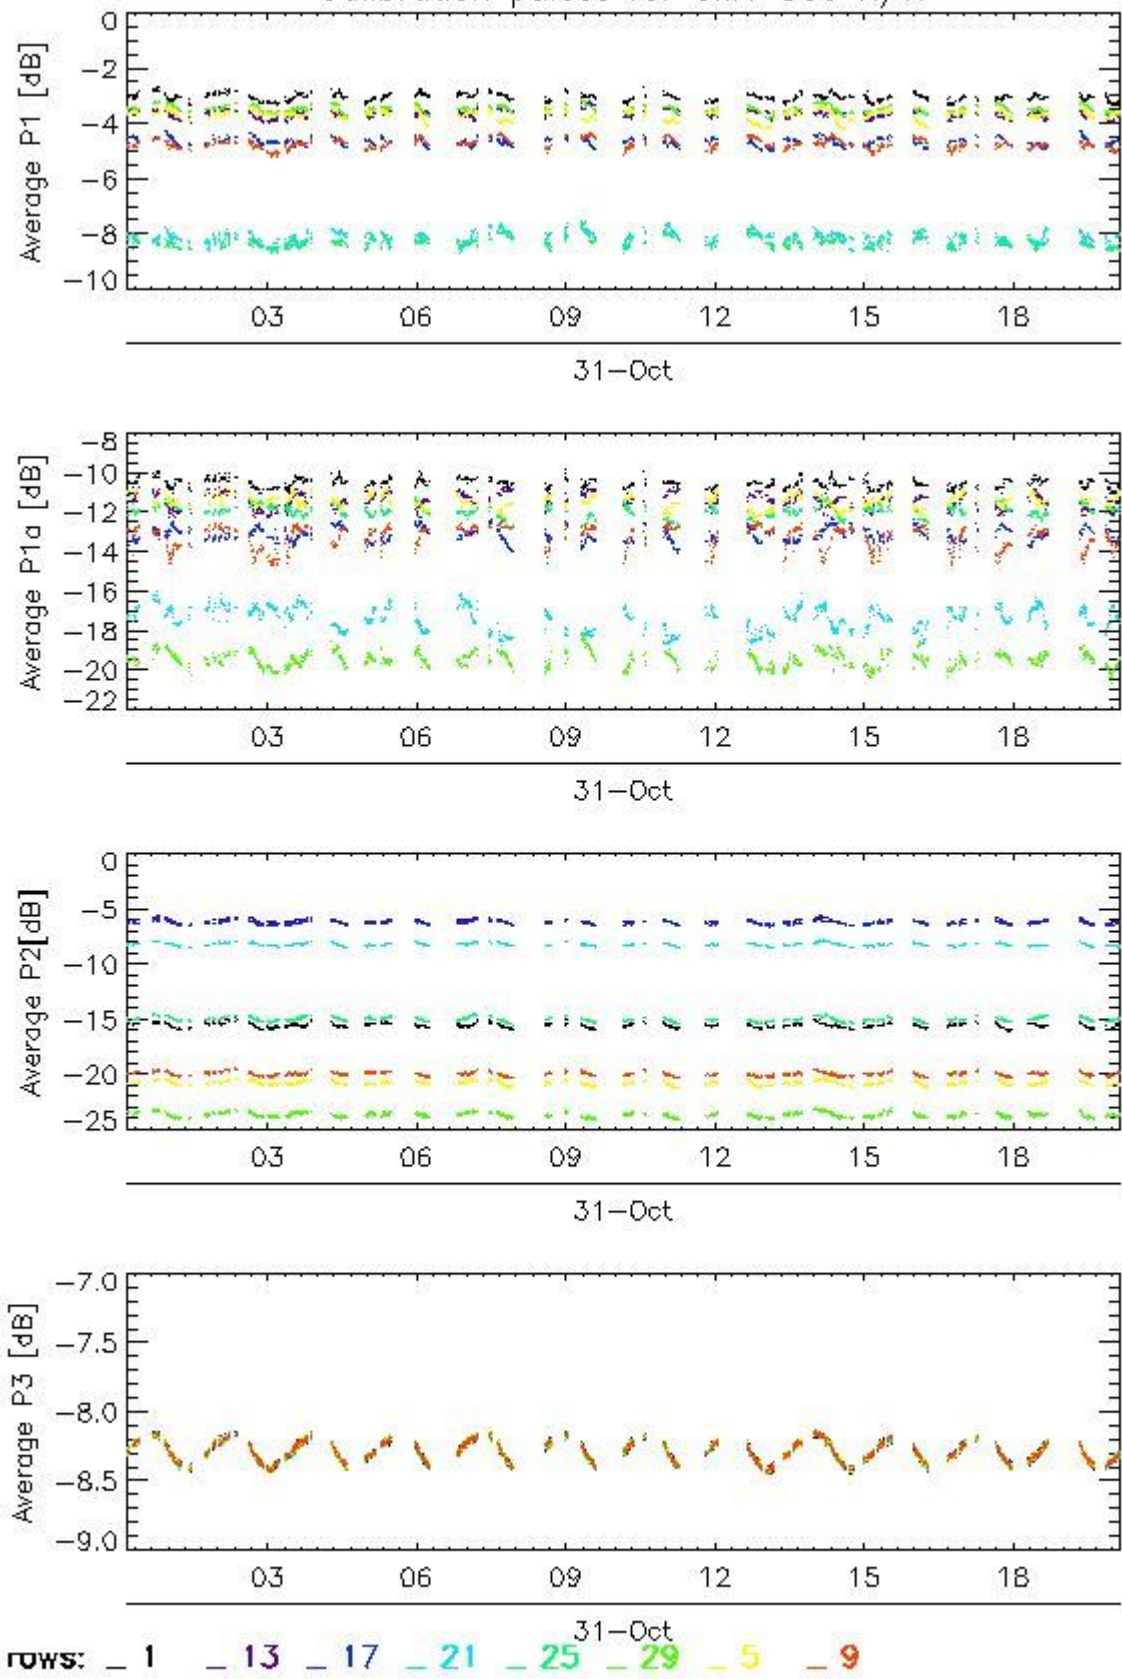 0
Average P1 [dB]
-2
-4
-6
-8
-10
03 06 09 12 15 18
31-Oct
-8
Average P1a [dB]
-10
-12
-14
-16
-18
-20
-22
03 06 09 12 15 18
31-Oct
0
Average P2[dB]
-5
-10
-15
-20
-25
03 06 09 12 15 18
31-Oct
-7.0
Average P3 [dB]
-7.5
-8.0
-8.5
-9.0
03 06 09 12 15 18
31-Oct
rows: _ 1 _ 13 _ 17 _ 21 _ 25 _ 29 _ 5 _ 9